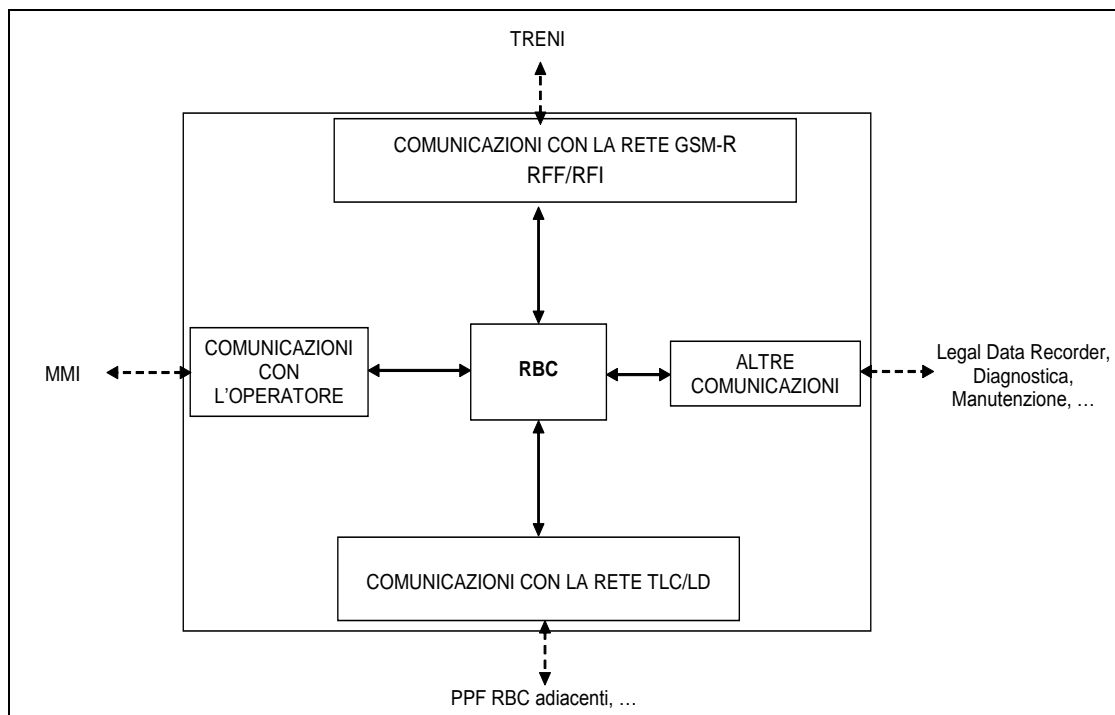 TRENI
COMUNICAZIONI CON LA RETE GSM-R
RFF/RFI
MMI
COMUNICAZIONI
CON
L'OPERATORE
RBC
ALTRE
COMUNICAZIONI
Legal Data Recorder,
Diagnostica,
Manutenzione, …
COMUNICAZIONI CON LA RETE TLC/LD
PPF RBC adiacenti, …